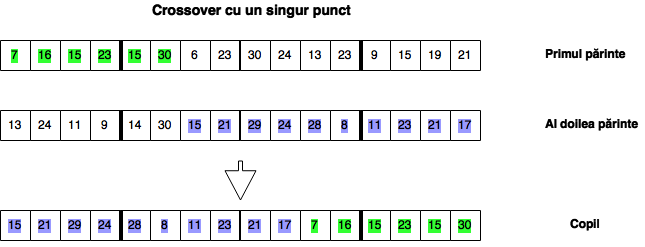 Crossover cu un singur punct
7 16 15 23 15 30 6 23 30 24 13 23 9 15 19 21 Primul părinte
13 24 11 9 14 30 15 21 29 24 28 8 11 23 21 17 Al doilea părinte
15 21 29 24 28 8 11 23 21 17 7 16 15 23 15 30 Copil